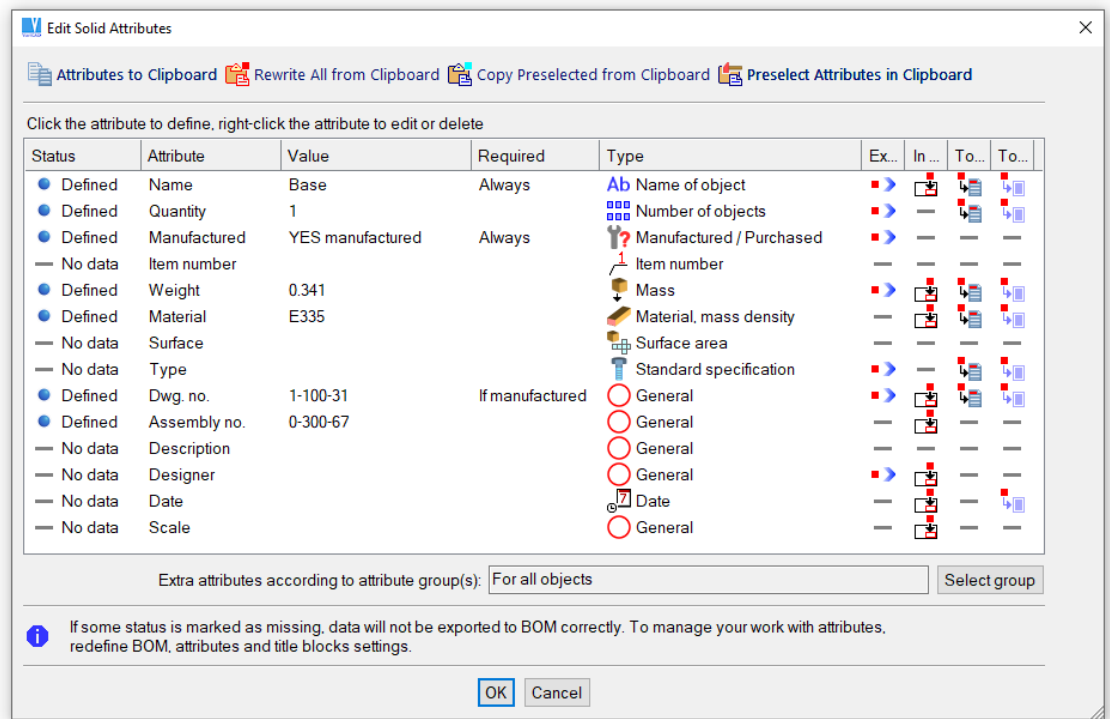 Edit Solid Attributes
Attributes to Clipboard Rewrite All from Clipboard Copy Preselected from Clipboard Preselect Attributes in Clipboard
Click the attribute to define, right-click the attribute to edit or delete
Status Attribute Value Required Type Ex... In ... To... To...
Defined Name Base Always Ab Name of object
Defined Quantity 1 Number of objects
Defined Manufactured YES manufactured Always ? Manufactured / Purchased
No data Item number 1 Item number
Defined Weight 0.341 Mass
Defined Material E335 Material, mass density
No data Surface Surface area
No data Type Standard specification
Defined Dwg. no. 1-100-31 If manufactured General
Defined Assembly no. 0-300-67 General
No data Description General
No data Designer General
No data Date 7 Date
No data Scale General
Extra attributes according to attribute group(s): For all objects Select group
If some status is marked as missing, data will not be exported to BOM correctly. To manage your work with attributes,
redefine BOM, attributes and title blocks settings.
OK Cancel